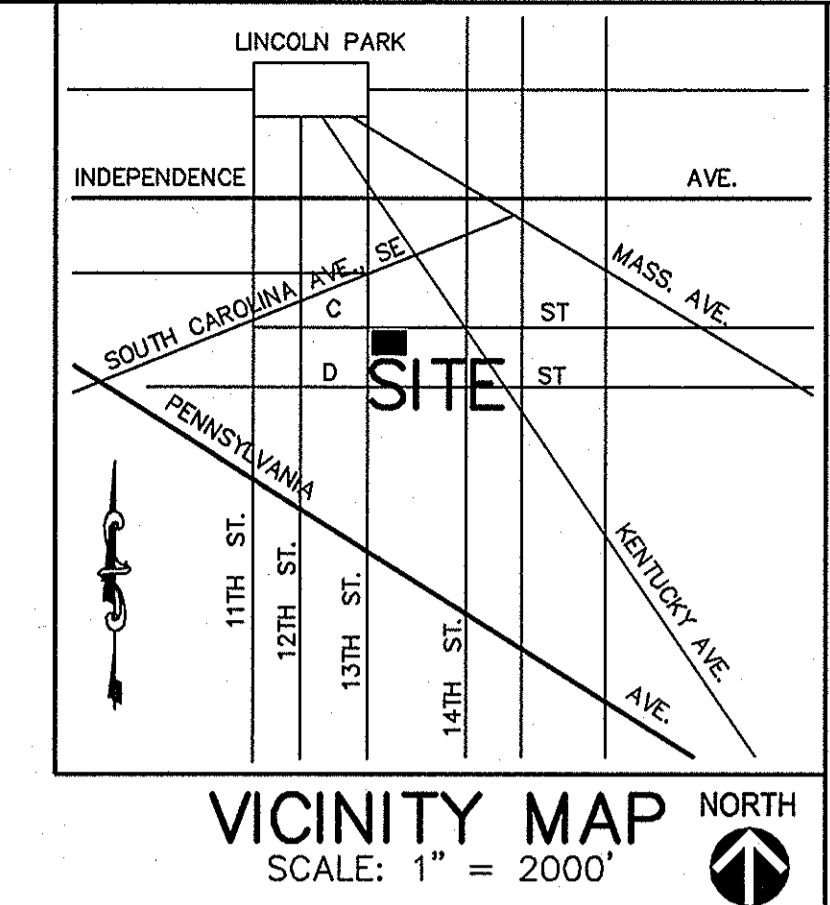 LINCOLN PARK
INDEPENDENCE AVE.
MASS. AVE.
SOUTH CAROLINA AVE., SE
C ST
SITE
D ST
PENNSYLVANIA AVE.
KENTUCKY AVE.
11TH ST.
12TH ST.
13TH ST.
14TH ST.
VICINITY MAP
NORTH
SCALE: 1" = 2000'